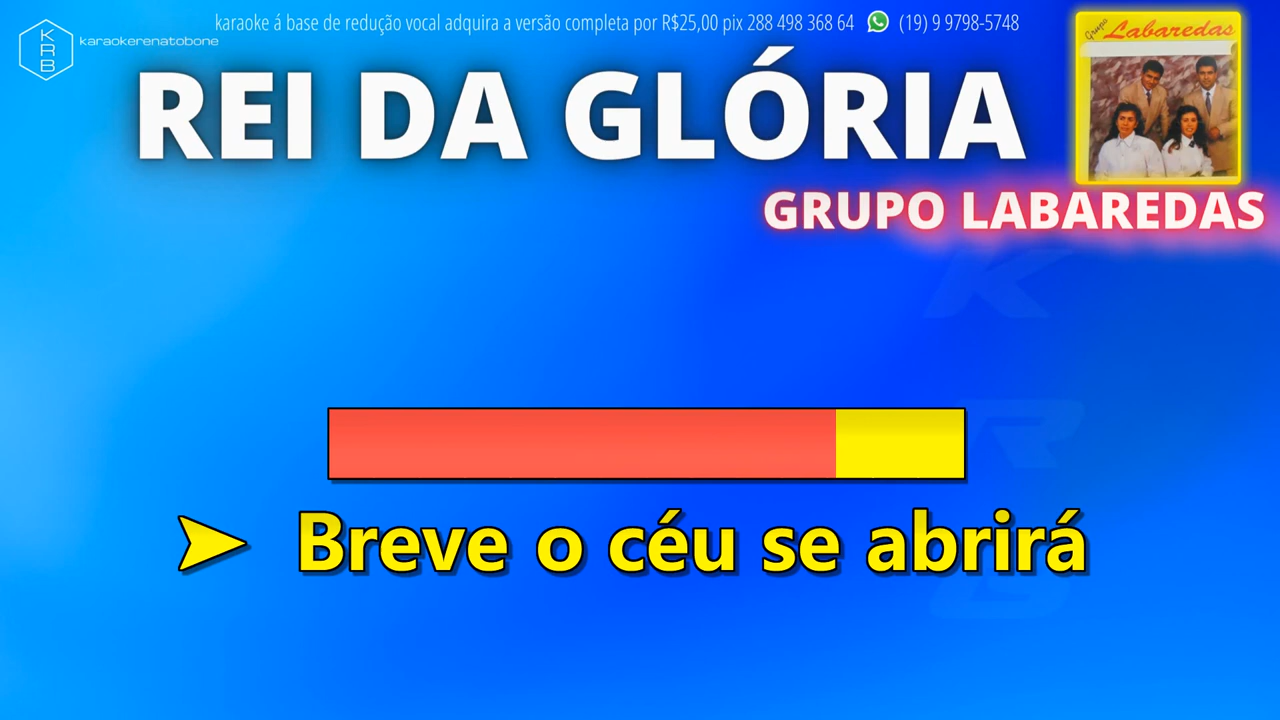 karaoke á base de redução vocal adquira a versão completa por R$25,00 pix 288 498 368 64 (19) 9 9798-5748
KRB
karaokerenatobone
Grupo Labaredas
REI DA GLÓRIA
GRUPO LABAREDAS
K
R
B
➤ Breve o céu se abrirá